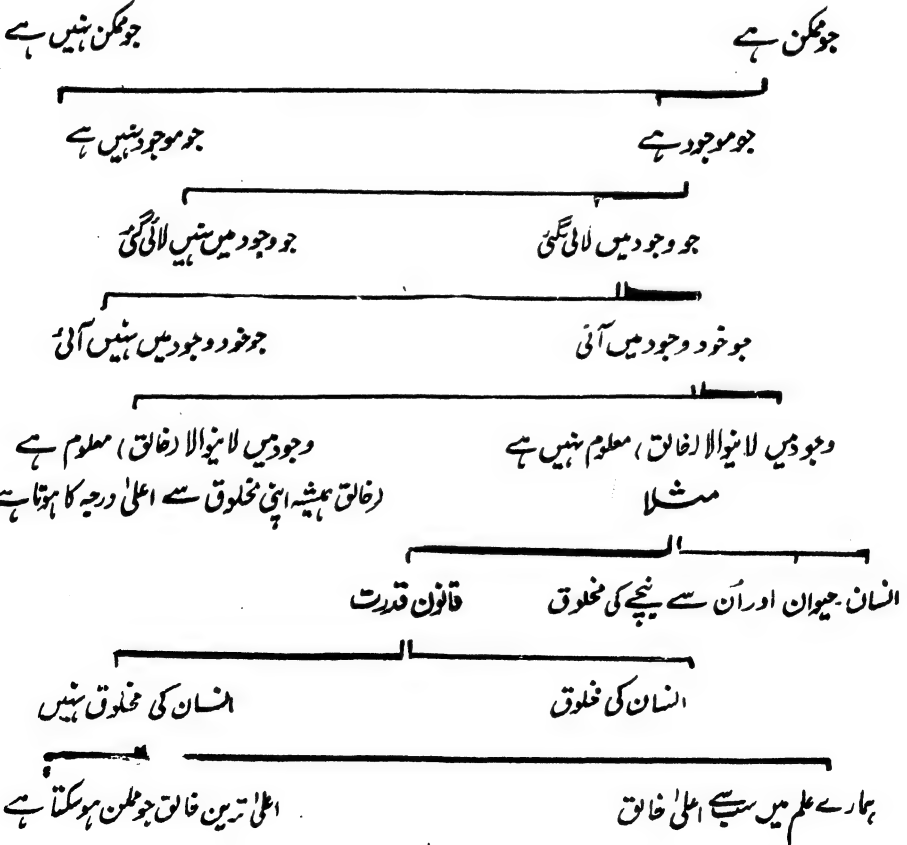 جو ممکن ہے جو ممکن نہیں ہے
جو موجود ہے جو موجود نہیں ہے
جو وجود میں لائی گئی جو وجود میں نہیں لائی گئی
جو خود وجود میں آئی جو خود وجود میں نہیں آئی
وجود میں لانیوالا (خالق) معلوم نہیں ہے وجود میں لانیوالا (خالق) معلوم ہے
مثلا (خالق ہمیشہ اپنی مخلوق سے اعلیٰ درجہ کا ہوتا ہے
انسان۔ حیوان اور اُن سے نیچے کی مخلوق قانون قدرت
انسان کی مخلوق انسان کی مخلوق نہیں
ہمارے علم میں سب سے اعلیٰ خالق اعلیٰ ترین خالق جو ممکن ہو سکتا ہے